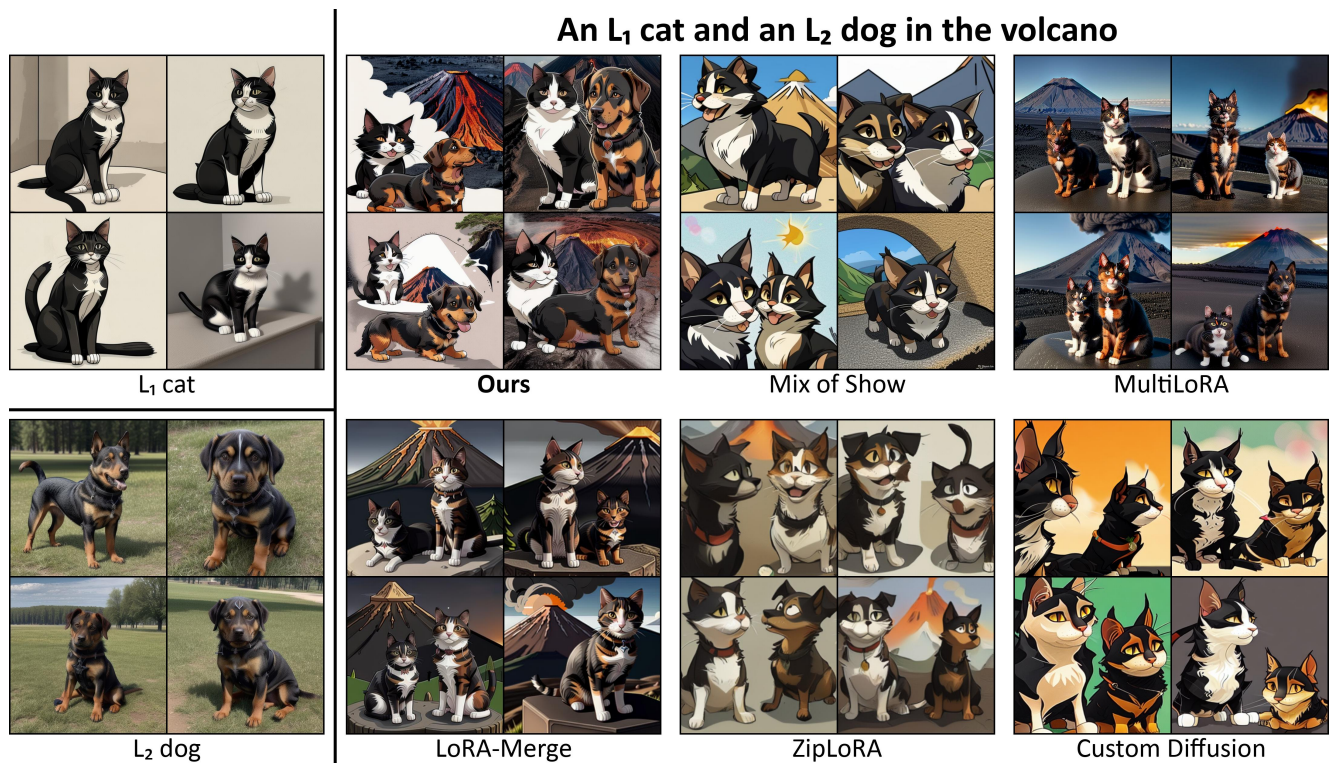 An L₁ cat and an L₂ dog in the volcano
L₁ cat
Ours
Mix of Show
MultiLoRA
L₂ dog
LoRA-Merge
ZipLoRA
Custom Diffusion